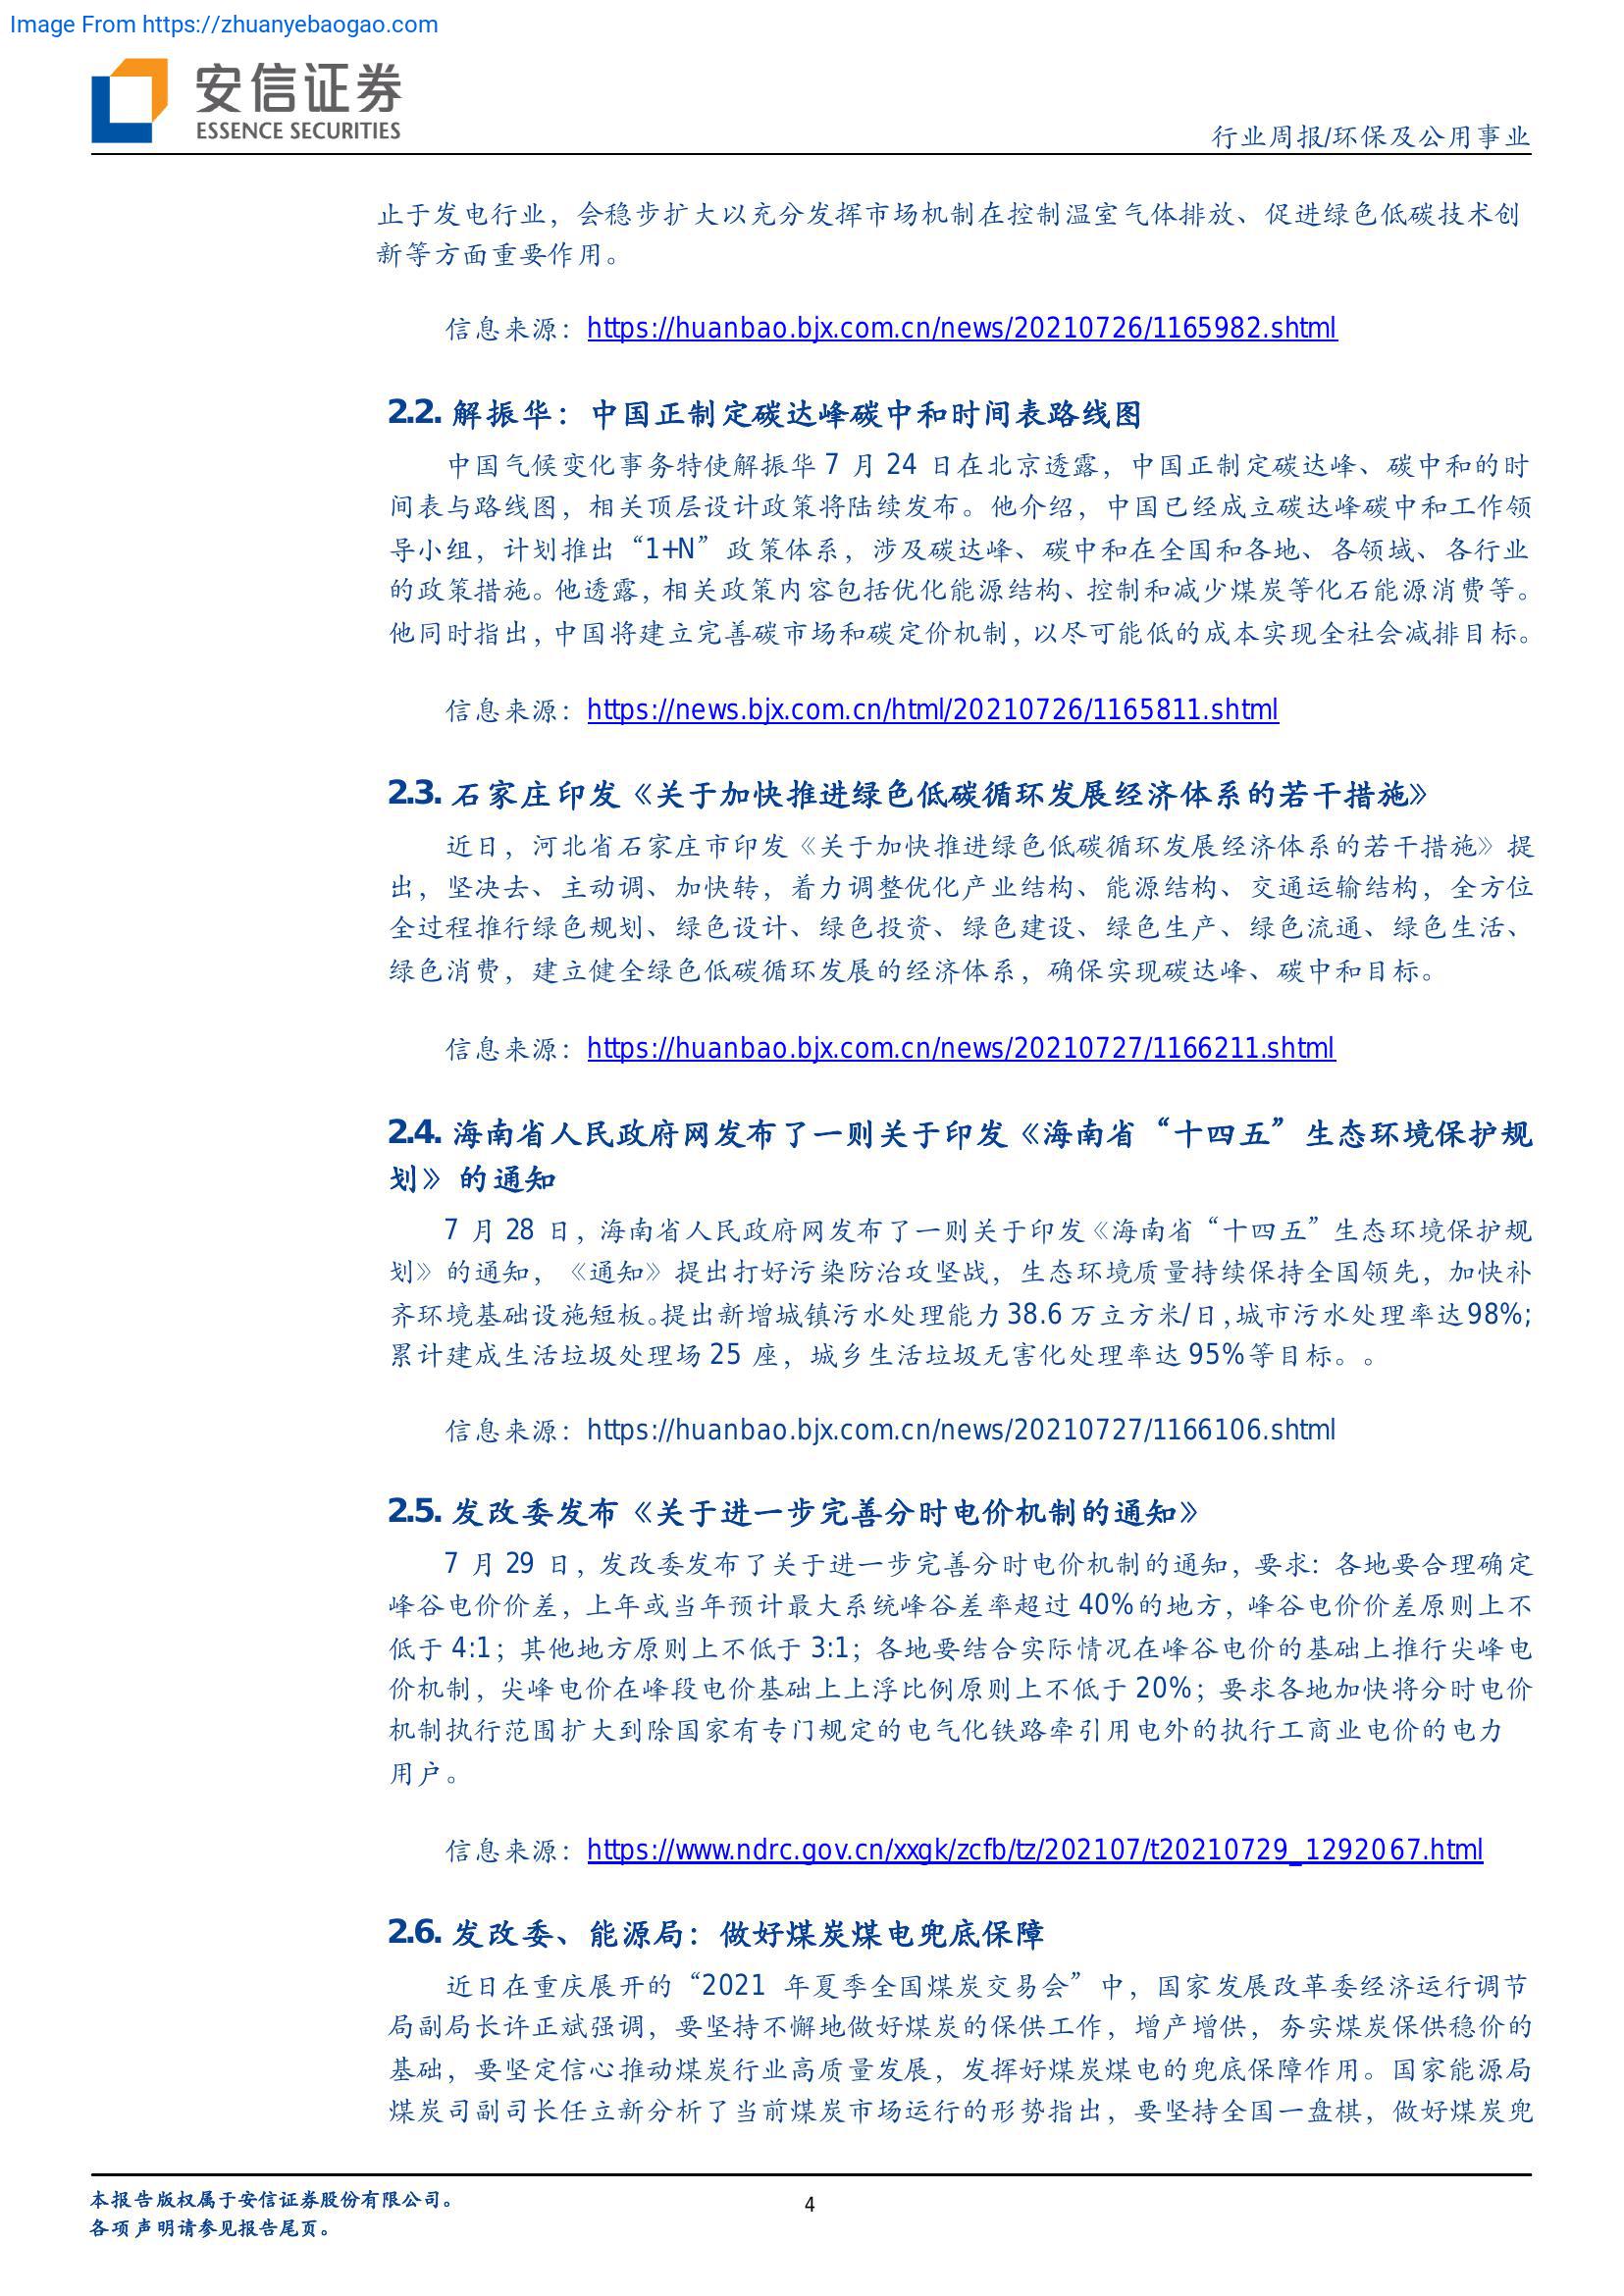 Image From https://zhuanyebaogao.com
安信证券
ESSENCE SECURITIES
行业周报/环保及公用事业
止于发电行业，会稳步扩大以充分发挥市场机制在控制温室气体排放、促进绿色低碳技术创
新等方面重要作用。
信息来源：https://huanbao.bjx.com.cn/news/20210726/1165982.shtml
2.2. 解振华：中国正制定碳达峰碳中和时间表路线图
中国气候变化事务特使解振华 7 月 24 日在北京透露，中国正制定碳达峰、碳中和的时
间表与路线图，相关顶层设计政策将陆续发布。他介绍，中国已经成立碳达峰碳中和工作领
导小组，计划推出“1+N”政策体系，涉及碳达峰、碳中和在全国和各地、各领域、各行业
的政策措施。他透露，相关政策内容包括优化能源结构、控制和减少煤炭等化石能源消费等。
他同时指出，中国将建立完善碳市场和碳定价机制，以尽可能低的成本实现全社会减排目标。
信息来源：https://news.bjx.com.cn/html/20210726/1165811.shtml
2.3. 石家庄印发《关于加快推进绿色低碳循环发展经济体系的若干措施》
近日，河北省石家庄市印发《关于加快推进绿色低碳循环发展经济体系的若干措施》提
出，坚决去、主动调、加快转，着力调整优化产业结构、能源结构、交通运输结构，全方位
全过程推行绿色规划、绿色设计、绿色投资、绿色建设、绿色生产、绿色流通、绿色生活、
绿色消费，建立健全绿色低碳循环发展的经济体系，确保实现碳达峰、碳中和目标。
信息来源：https://huanbao.bjx.com.cn/news/20210727/1166211.shtml
2.4. 海南省人民政府网发布了一则关于印发《海南省“十四五”生态环境保护规
划》的通知
7 月 28 日，海南省人民政府网发布了一则关于印发《海南省“十四五”生态环境保护规
划》的通知，《通知》提出打好污染防治攻坚战，生态环境质量持续保持全国领先，加快补
齐环境基础设施短板。提出新增城镇污水处理能力 38.6 万立方米/日，城市污水处理率达 98%;
累计建成生活垃圾处理场 25 座，城乡生活垃圾无害化处理率达 95%等目标。。
信息来源：https://huanbao.bjx.com.cn/news/20210727/1166106.shtml
2.5. 发改委发布《关于进一步完善分时电价机制的通知》
7 月 29 日，发改委发布了关于进一步完善分时电价机制的通知，要求：各地要合理确定
峰谷电价价差，上年或当年预计最大系统峰谷差率超过 40%的地方，峰谷电价价差原则上不
低于 4:1；其他地方原则上不低于 3:1；各地要结合实际情况在峰谷电价的基础上推行尖峰电
价机制，尖峰电价在峰段电价基础上上浮比例原则上不低于 20%；要求各地加快将分时电价
机制执行范围扩大到除国家有专门规定的电气化铁路牵引用电外的执行工商业电价的电力
用户。
信息来源：https://www.ndrc.gov.cn/xxgk/zcfb/tz/202107/t20210729_1292067.html
2.6. 发改委、能源局：做好煤炭煤电兜底保障
近日在重庆展开的“2021 年夏季全国煤炭交易会”中，国家发展改革委经济运行调节
局副局长许正斌强调，要坚持不懈地做好煤炭的保供工作，增产增供，夯实煤炭保供稳价的
基础，要坚定信心推动煤炭行业高质量发展，发挥好煤炭煤电的兜底保障作用。国家能源局
煤炭司副司长任立新分析了当前煤炭市场运行的形势指出，要坚持全国一盘棋，做好煤炭兜
本报告版权属于安信证券股份有限公司。
4
各项声明请参见报告尾页。